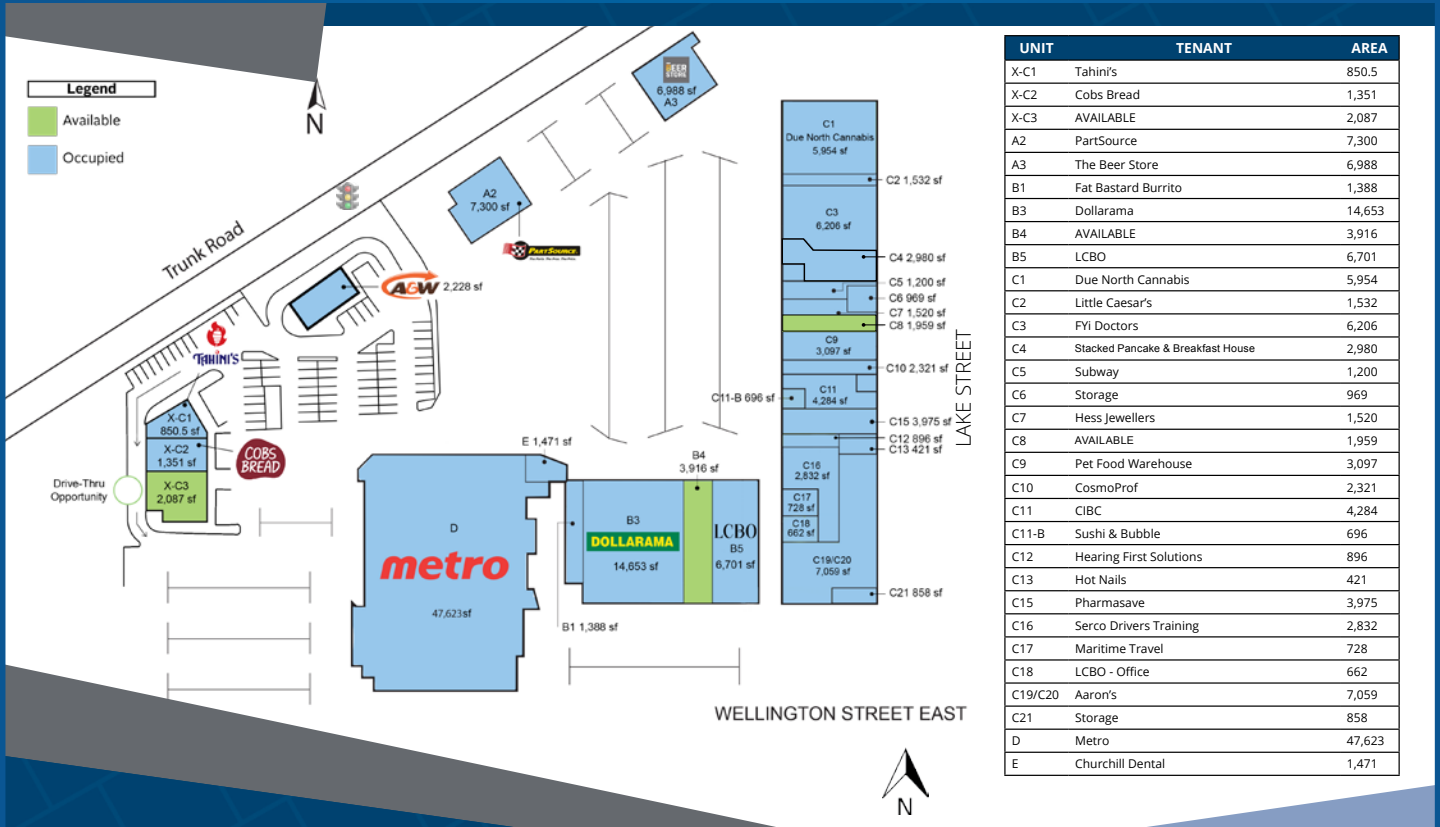 Legend
Available
Occupied
N
Trunk Road
BEER
STORE
6,988 sf
A3
A2
7,300 sf
PARTSOURCE
A&W
2,228 sf
TAHINI'S
X-C1
850.5 sf
X-C2
1,351 sf
COBS
BREAD
X-C3
2,087 sf
Drive-Thru
Opportunity
C1
Due North Cannabis
5,954 sf
C2 1,532 sf
C3
6,206 sf
C4 2,980 sf
C5 1,200 sf
C6 969 sf
C7 1,520 sf
C8 1,959 sf
C9
3,097 sf
C10 2,321 sf
C11
4,284 sf
C11-B 696 sf
C15 3,975 sf
C12 896 sf
C13 421 sf
C16
2,832 sf
C17
728 sf
C18
662 sf
C19/C20
7,059 sf
C21 858 sf
LAKE STREET
E 1,471 sf
D
metro
47,623sf
B1 1,388 sf
B3
DOLLARAMA
14,653 sf
B4
3,916 sf
LCBO
B5
6,701 sf
WELLINGTON STREET EAST
N
UNIT TENANT AREA
X-C1 Tahini's 850.5
X-C2 Cobs Bread 1,351
X-C3 AVAILABLE 2,087
A2 PartSource 7,300
A3 The Beer Store 6,988
B1 Fat Bastard Burrito 1,388
B3 Dollarama 14,653
B4 AVAILABLE 3,916
B5 LCBO 6,701
C1 Due North Cannabis 5,954
C2 Little Caesar's 1,532
C3 FYi Doctors 6,206
C4 Stacked Pancake & Breakfast House 2,980
C5 Subway 1,200
C6 Storage 969
C7 Hess Jewellers 1,520
C8 AVAILABLE 1,959
C9 Pet Food Warehouse 3,097
C10 CosmoProf 2,321
C11 CIBC 4,284
C11-B Sushi & Bubble 696
C12 Hearing First Solutions 896
C13 Hot Nails 421
C15 Pharmasave 3,975
C16 Serco Drivers Training 2,832
C17 Maritime Travel 728
C18 LCBO - Office 662
C19/C20 Aaron's 7,059
C21 Storage 858
D Metro 47,623
E Churchill Dental 1,471